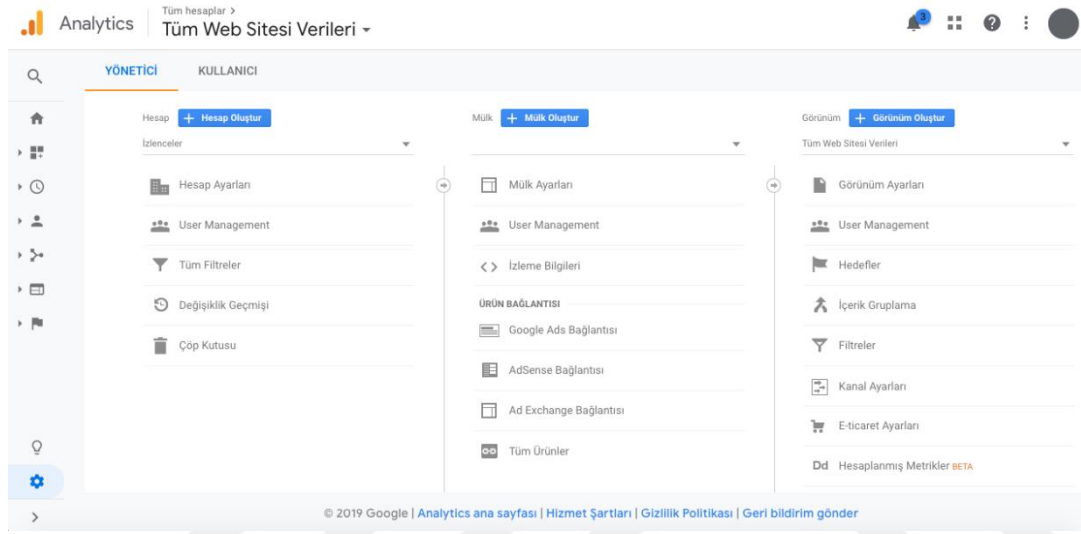 Analytics
Tüm hesaplar >
Tüm Web Sitesi Verileri
3
YÖNETİCİ
KULLANICI
Hesap
+ Hesap Oluştur
İzlenceler
Hesap Ayarları
User Management
Tüm Filtreler
Değişiklik Geçmişi
Çöp Kutusu
Mülk
+ Mülk Oluştur
Mülk Ayarları
User Management
<> İzleme Bilgileri
ÜRÜN BAĞLANTISI
Google Ads Bağlantısı
AdSense Bağlantısı
Ad Exchange Bağlantısı
Tüm Ürünler
Görünüm
+ Görünüm Oluştur
Tüm Web Sitesi Verileri
Görünüm Ayarları
User Management
Hedefler
İçerik Gruplama
Filtreler
Kanal Ayarları
E-ticaret Ayarları
Dd Hesaplanmış Metrikler BETA
© 2019 Google | Analytics ana sayfası | Hizmet Şartları | Gizlilik Politikası | Geri bildirim gönder